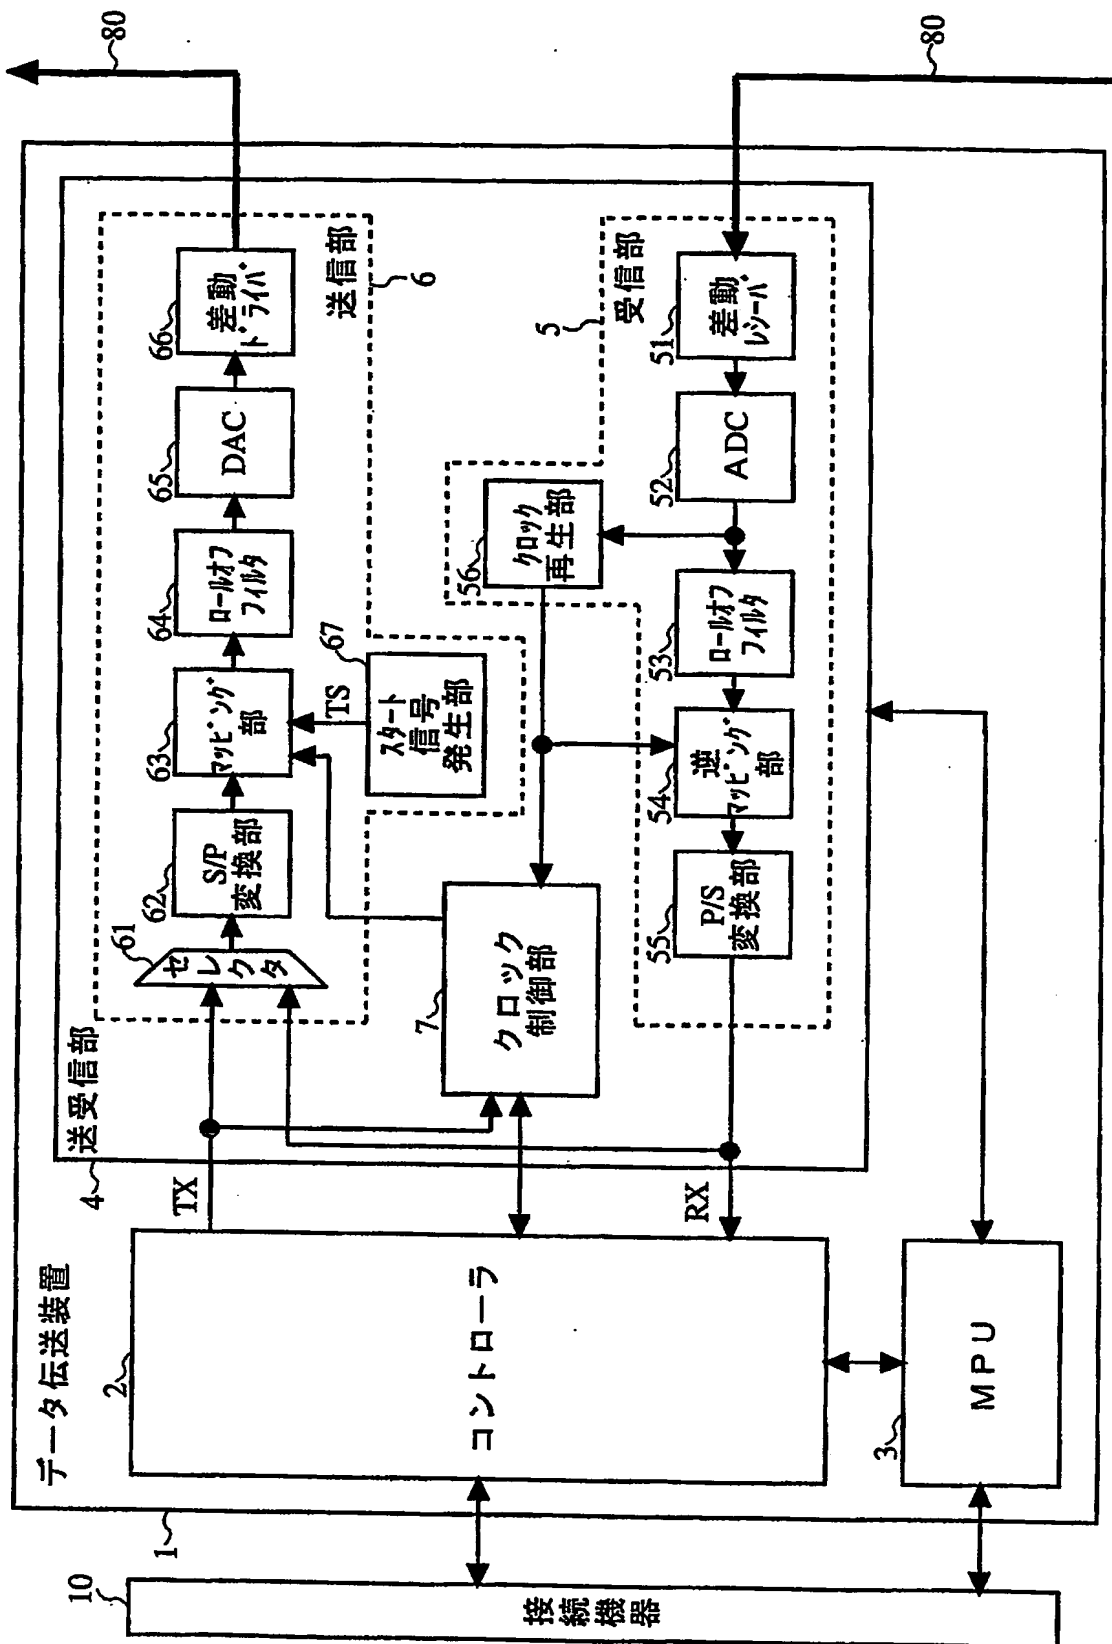 データ伝送装置
1
10
接続機器
2
コントローラ
3
MPU
4
送受信部
TX
RX
送信部
6
61
セレクタ
62
S/P
変換部
63
マッピング
部
64
ロールオフ
フィルタ
65
DAC
66
差動
ドライバ
67
スタート
信号
発生部
TS
7
クロック
制御部
5
受信部
51
差動
レシーバ
52
ADC
53
ロールオフ
フィルタ
54
逆
マッピング
部
55
P/S
変換部
56
クロック
再生部
80
80